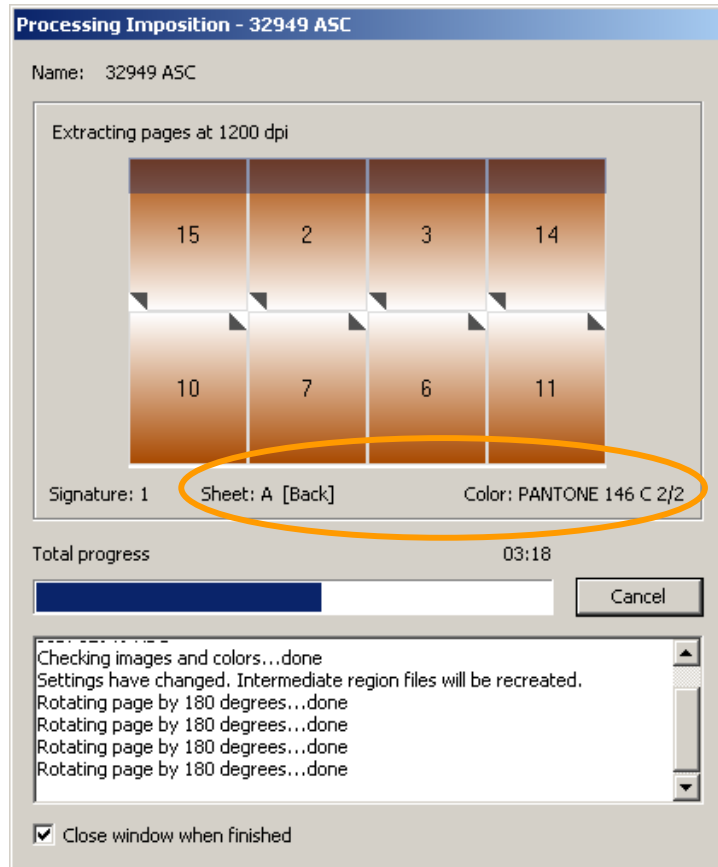 Processing Imposition - 32949 ASC
Name: 32949 ASC
Extracting pages at 1200 dpi
15 2 3 14
10 7 6 11
Signature: 1 Sheet: A [Back] Color: PANTONE 146 C 2/2
Total progress 03:18
Cancel
Checking images and colors...done
Settings have changed. Intermediate region files will be recreated.
Rotating page by 180 degrees...done
Rotating page by 180 degrees...done
Rotating page by 180 degrees...done
Rotating page by 180 degrees...done
Close window when finished